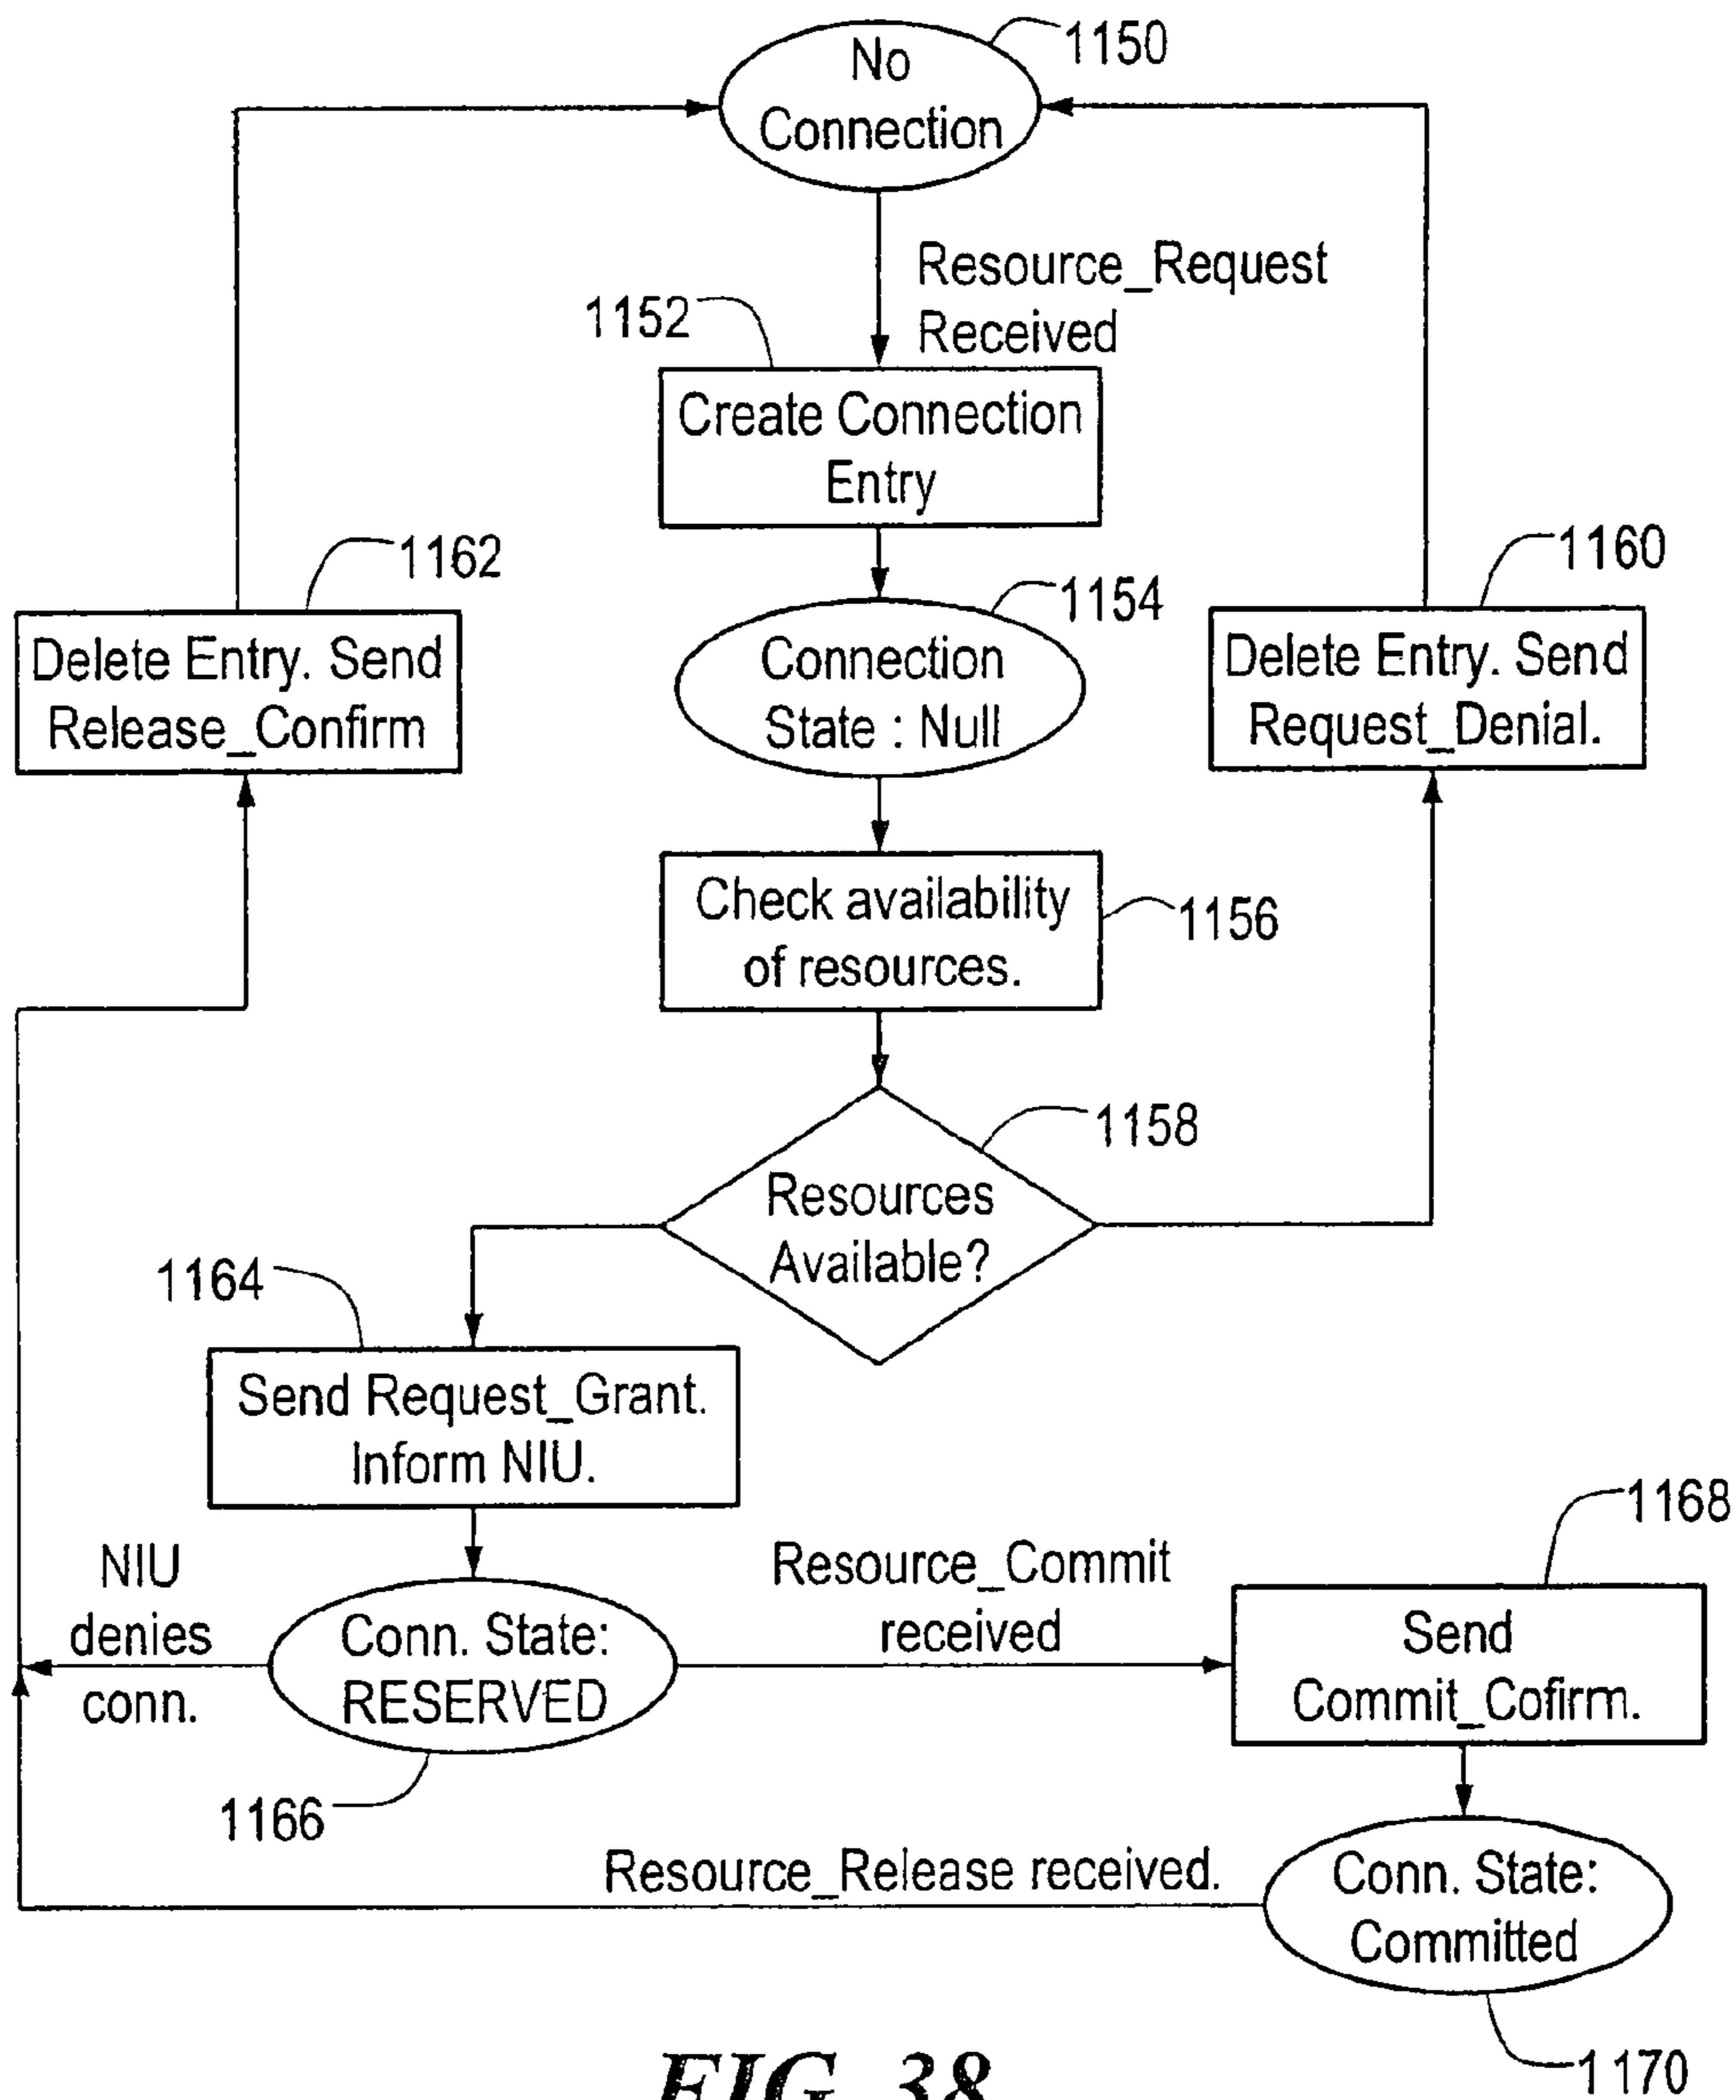 No
Connection
1150
Resource_Request
Received
1152
Create Connection
Entry
1162
1154
1160
Delete Entry. Send
Release_Confirm
Connection
State : Null
Delete Entry. Send
Request_Denial.
Check availability
of resources.
1156
1158
Resources
Available?
1164
Send Request_Grant.
Inform NIU.
1168
NIU
denies
conn.
Conn. State:
RESERVED
Resource_Commit
received
Send
Commit_Cofirm.
1166
Resource_Release received.
Conn. State:
Committed
1170
FIG. 38